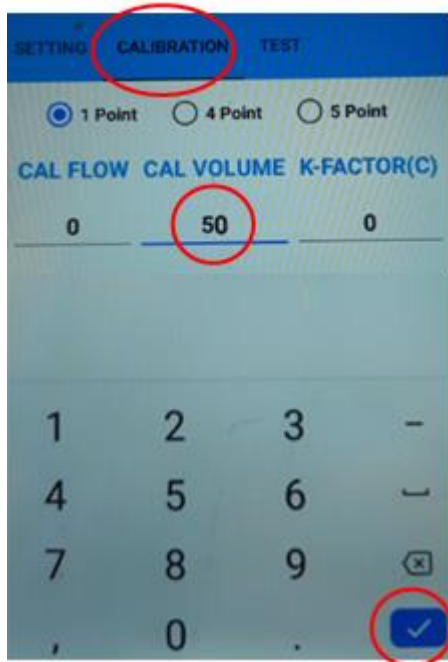 SETTING CALIBRATION TEST
1 Point 4 Point 5 Point
CAL FLOW CAL VOLUME K-FACTOR(C)
0 50 0
1 2 3 -
4 5 6
7 8 9
, 0 .